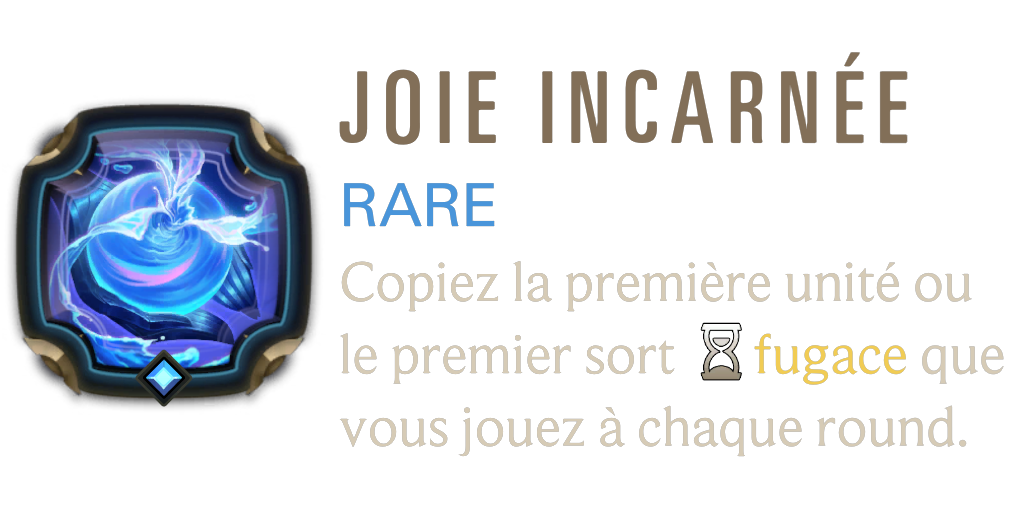 JOIE INCARNÉE
RARE
Copiez la première unité ou
le premier sort fugace que
vous jouez à chaque round.